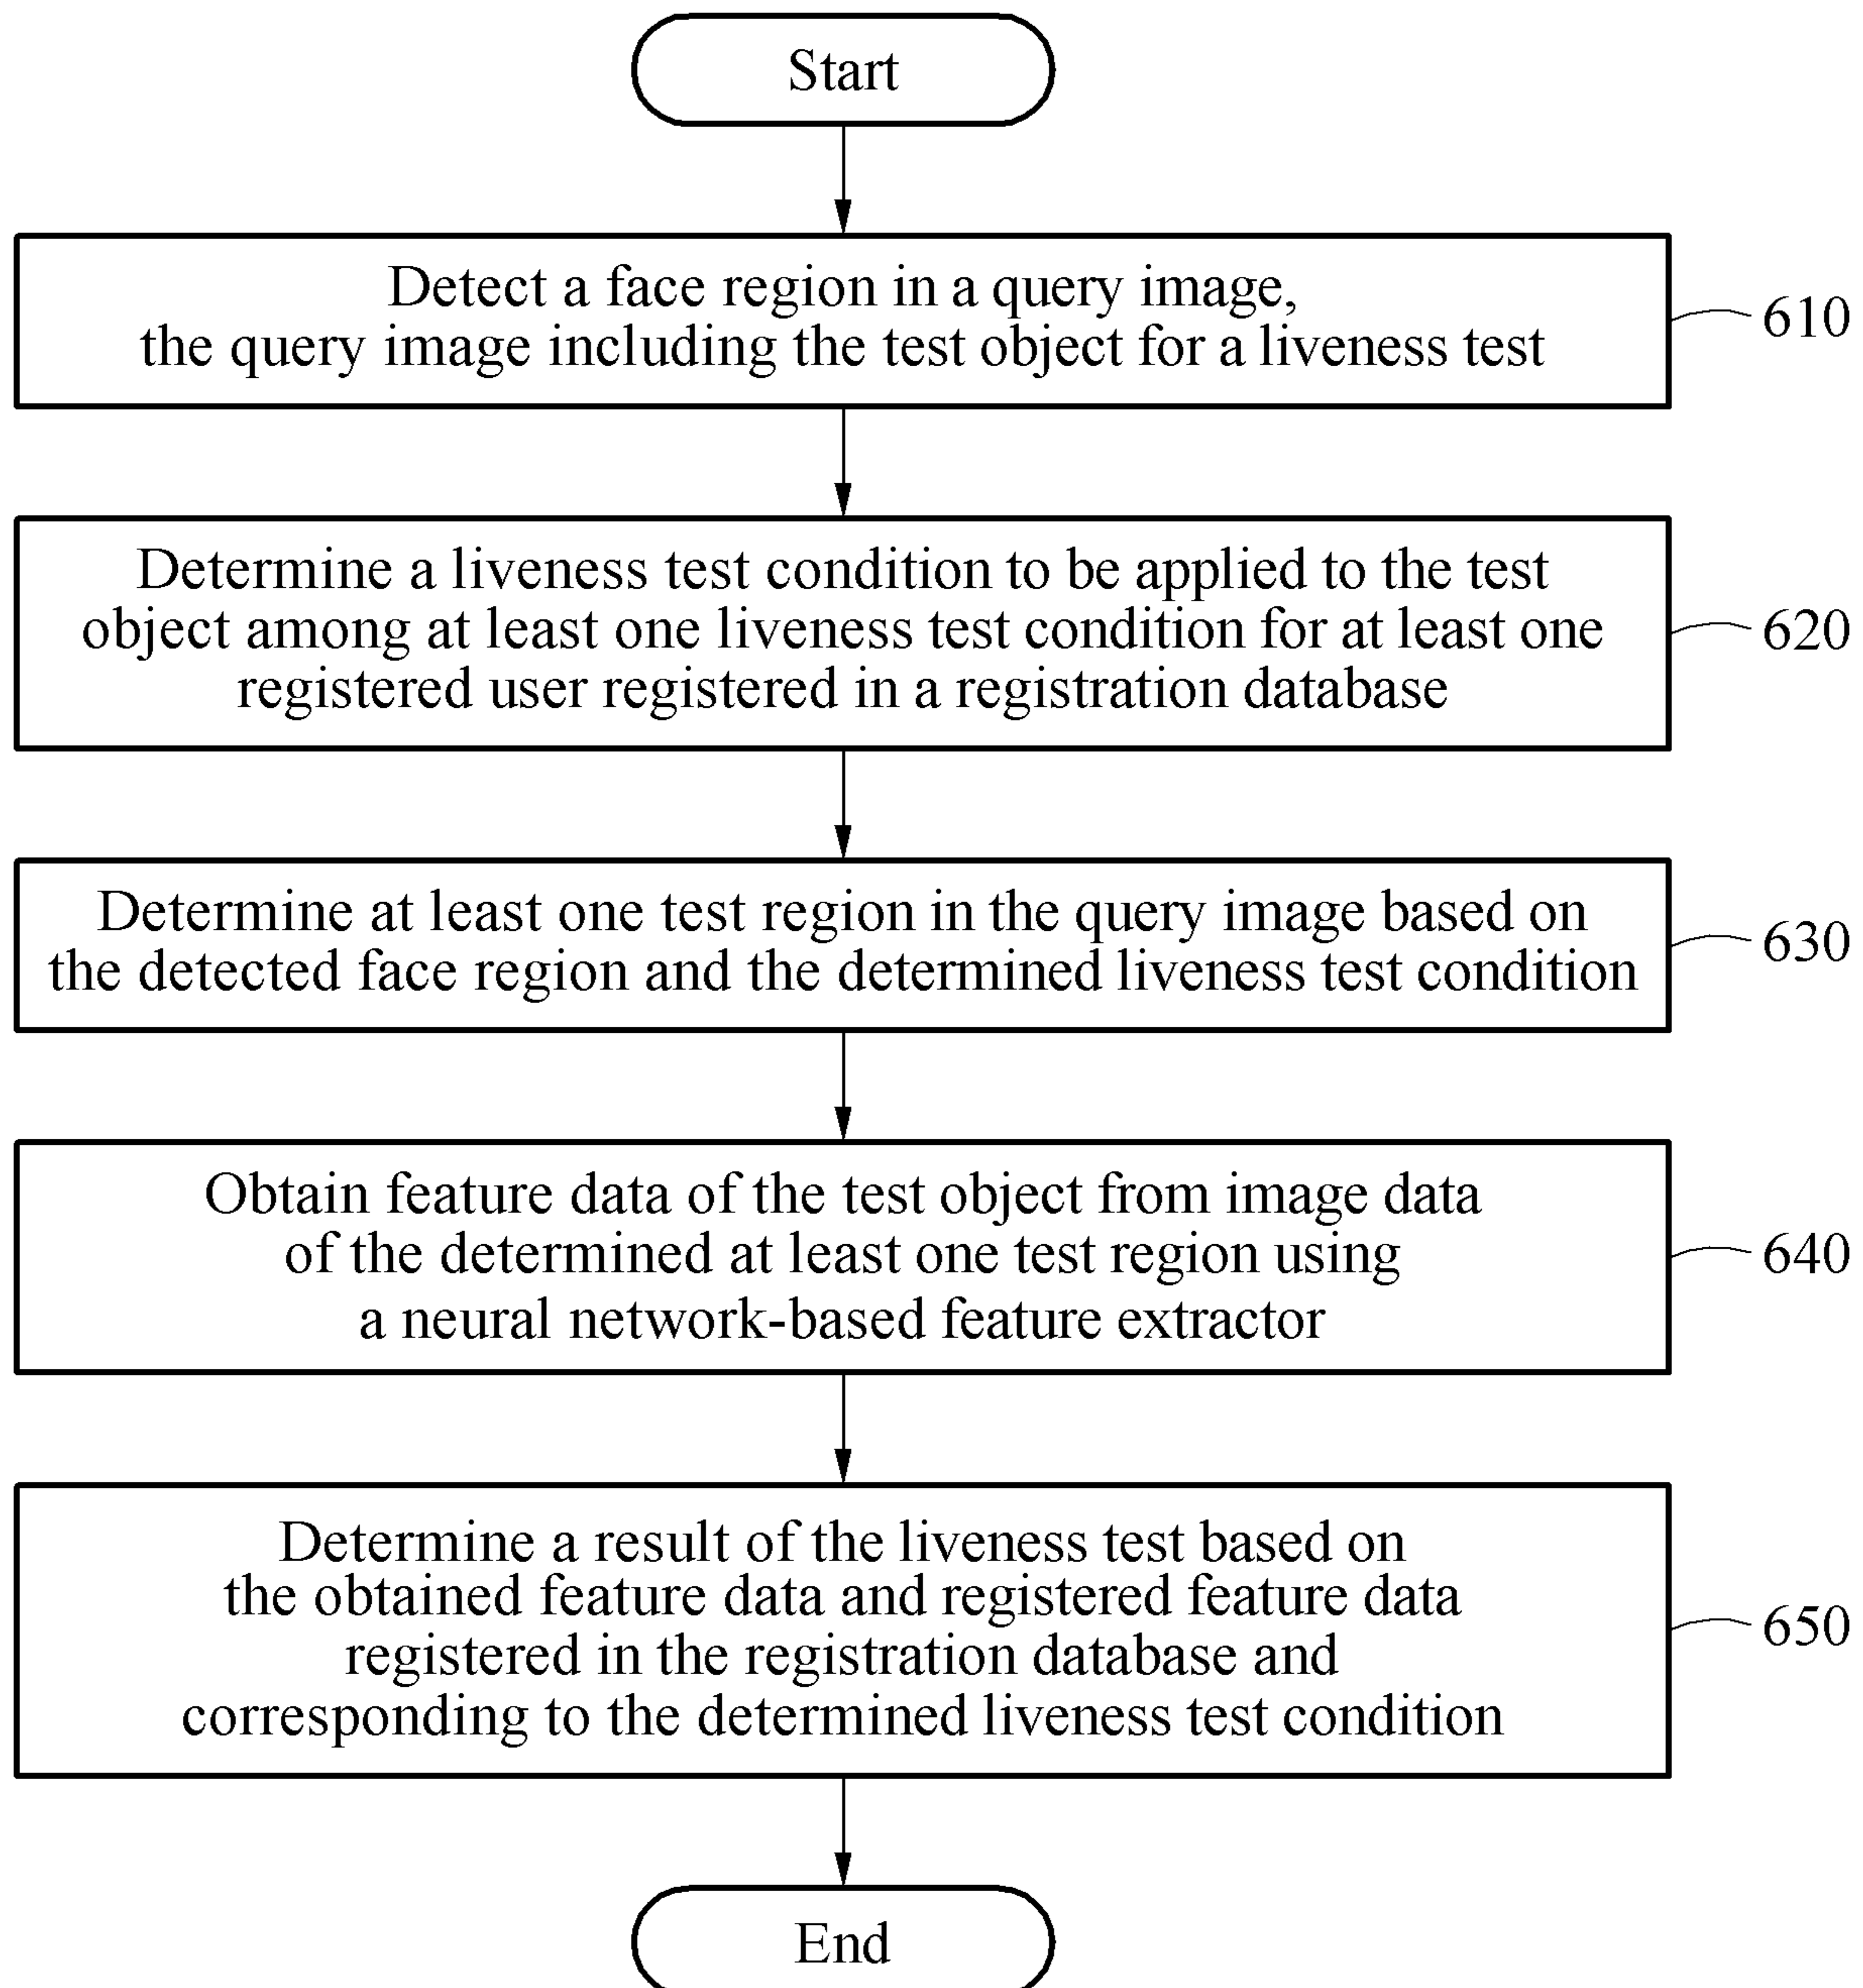 Start
Detect a face region in a query image,
the query image including the test object for a liveness test
610
Determine a liveness test condition to be applied to the test
object among at least one liveness test condition for at least one
registered user registered in a registration database
620
Determine at least one test region in the query image based on
the detected face region and the determined liveness test condition
630
Obtain feature data of the test object from image data
of the determined at least one test region using
a neural network-based feature extractor
640
Determine a result of the liveness test based on
the obtained feature data and registered feature data
registered in the registration database and
corresponding to the determined liveness test condition
650
End